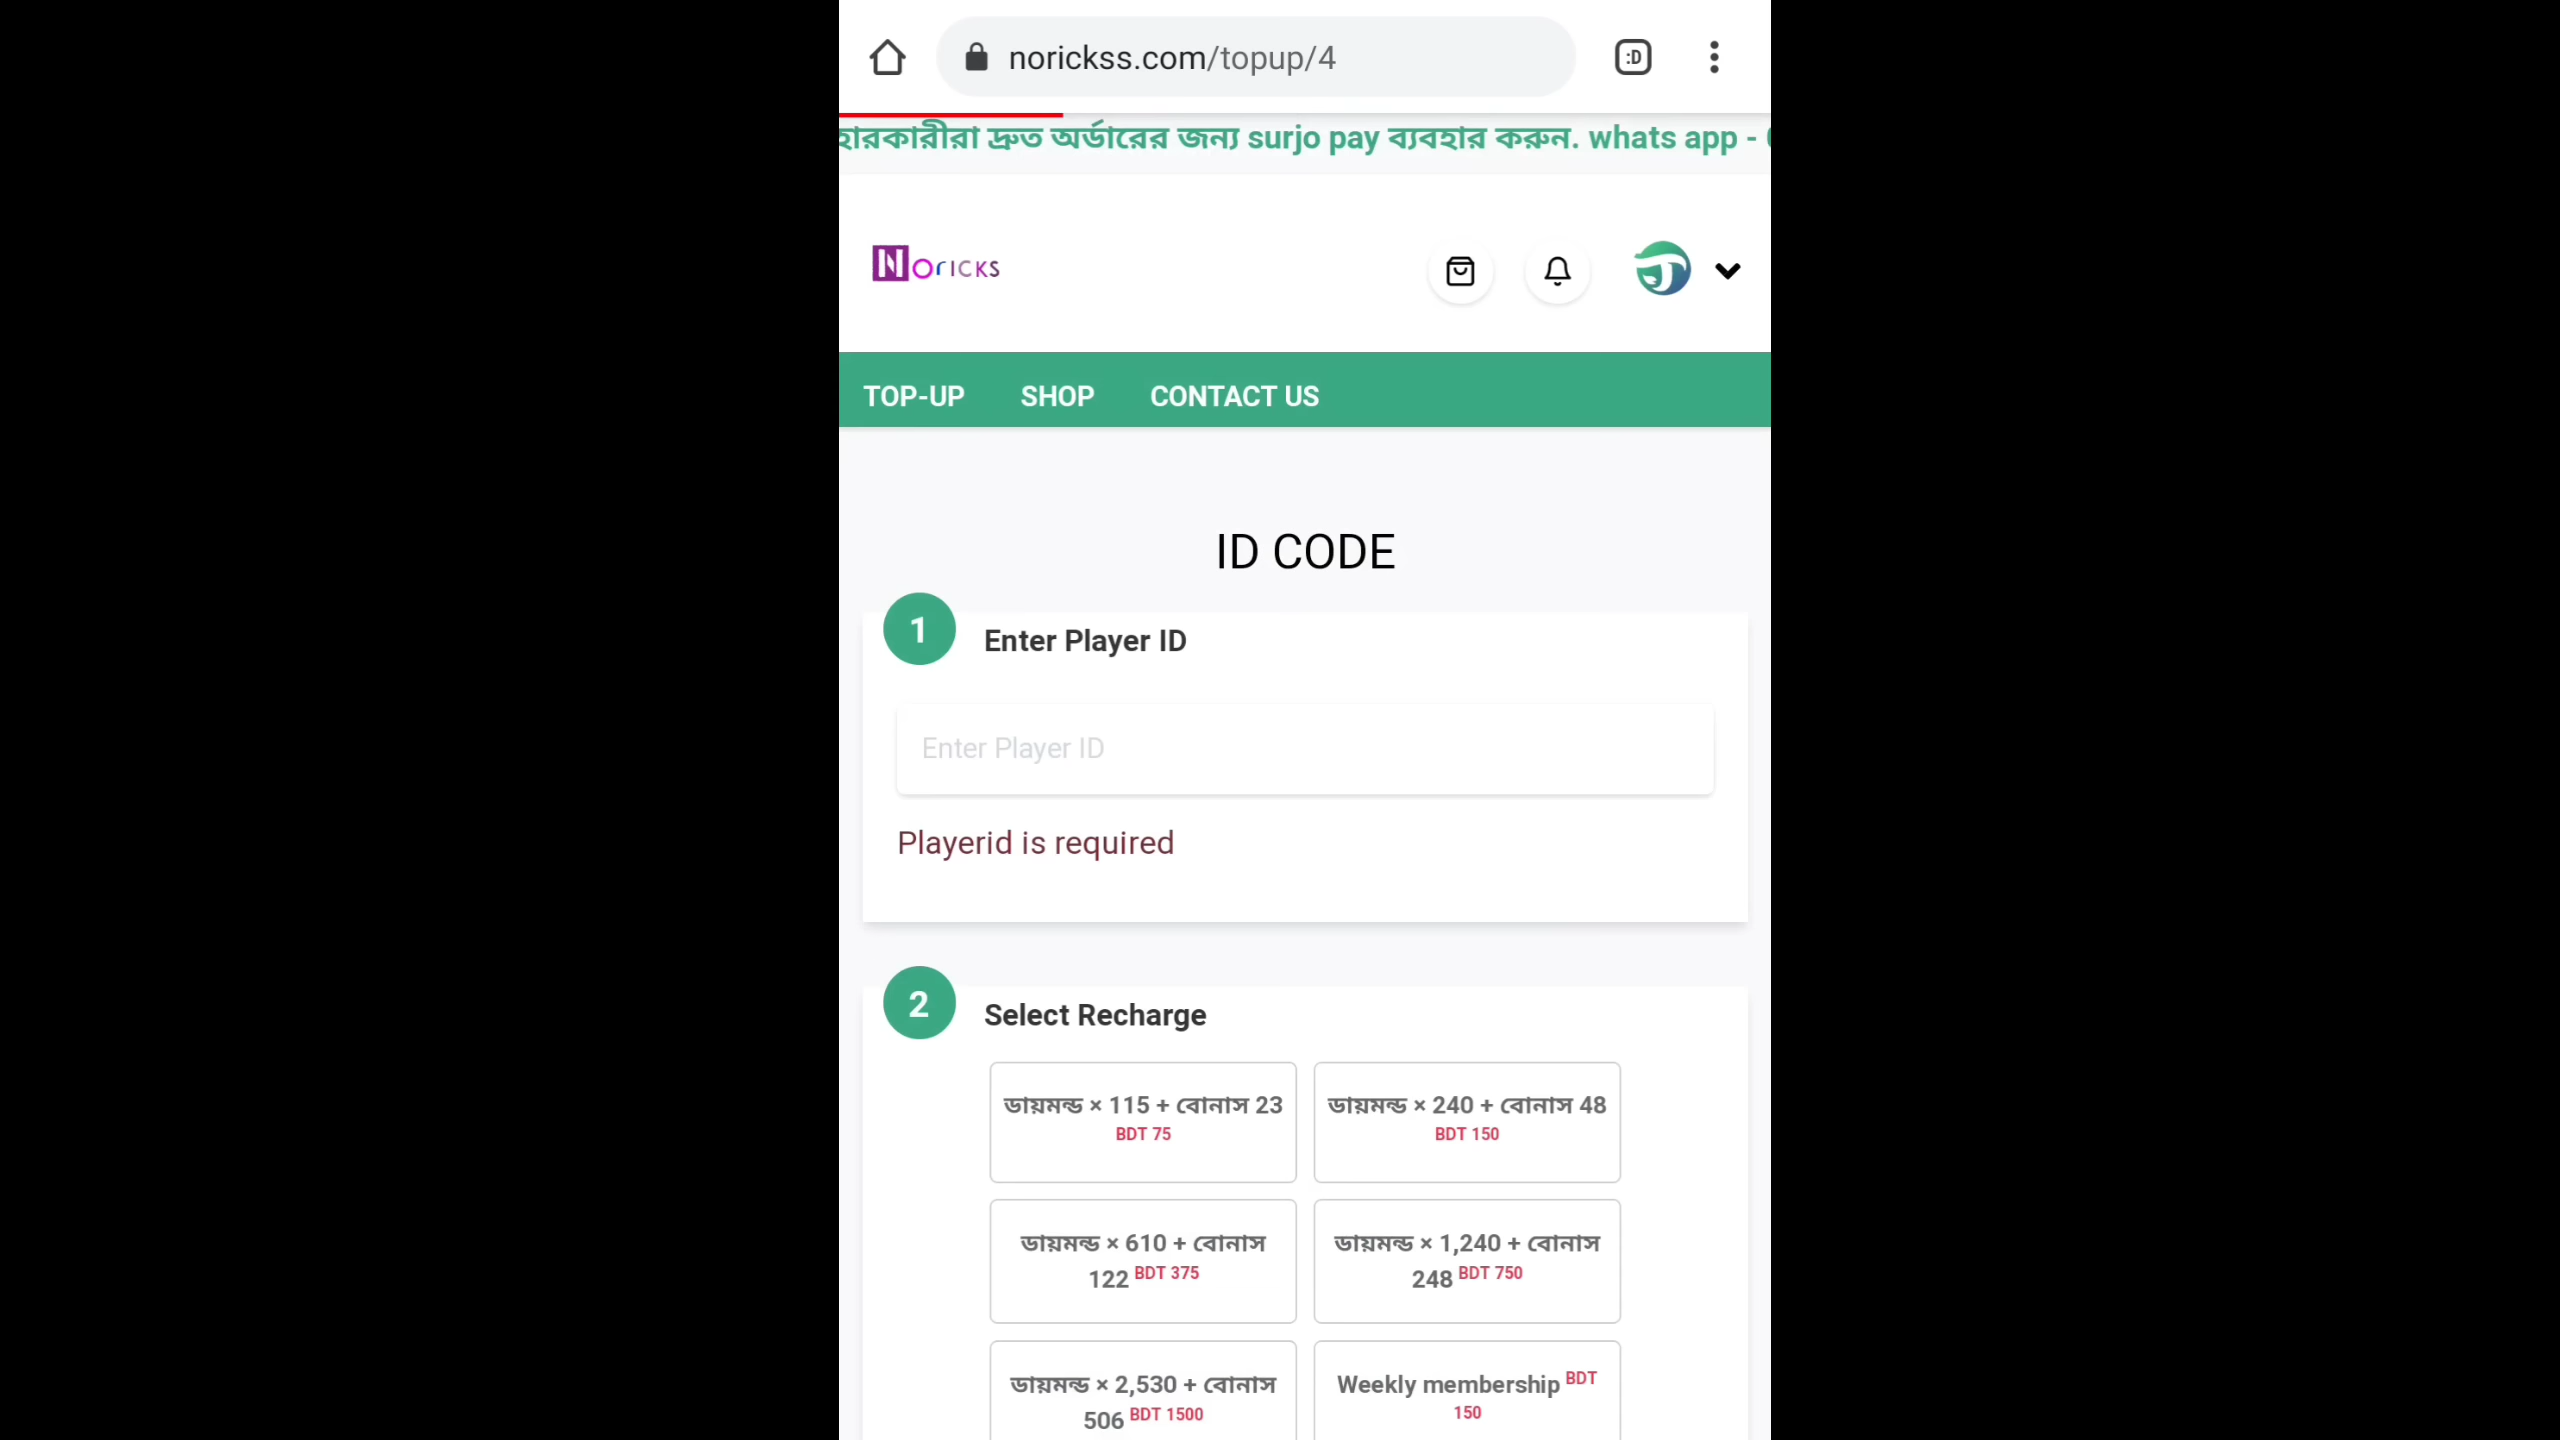 :D
norickss.com/topup/4
হারকারীরা দ্রুত অর্ডারের জন্য surjo pay ব্যবহার করুন. whats app -
NORICKS
TOP-UP SHOP CONTACT US
ID CODE
1 Enter Player ID
Enter Player ID
Playerid is required
2 Select Recharge
ডায়মন্ড × 115 + বোনাস 23
BDT 75
ডায়মন্ড × 240 + বোনাস 48
BDT 150
ডায়মন্ড × 610 + বোনাস
122 BDT 375
ডায়মন্ড × 1,240 + বোনাস
248 BDT 750
ডায়মন্ড × 2,530 + বোনাস
506 BDT 1500
Weekly membership BDT
150